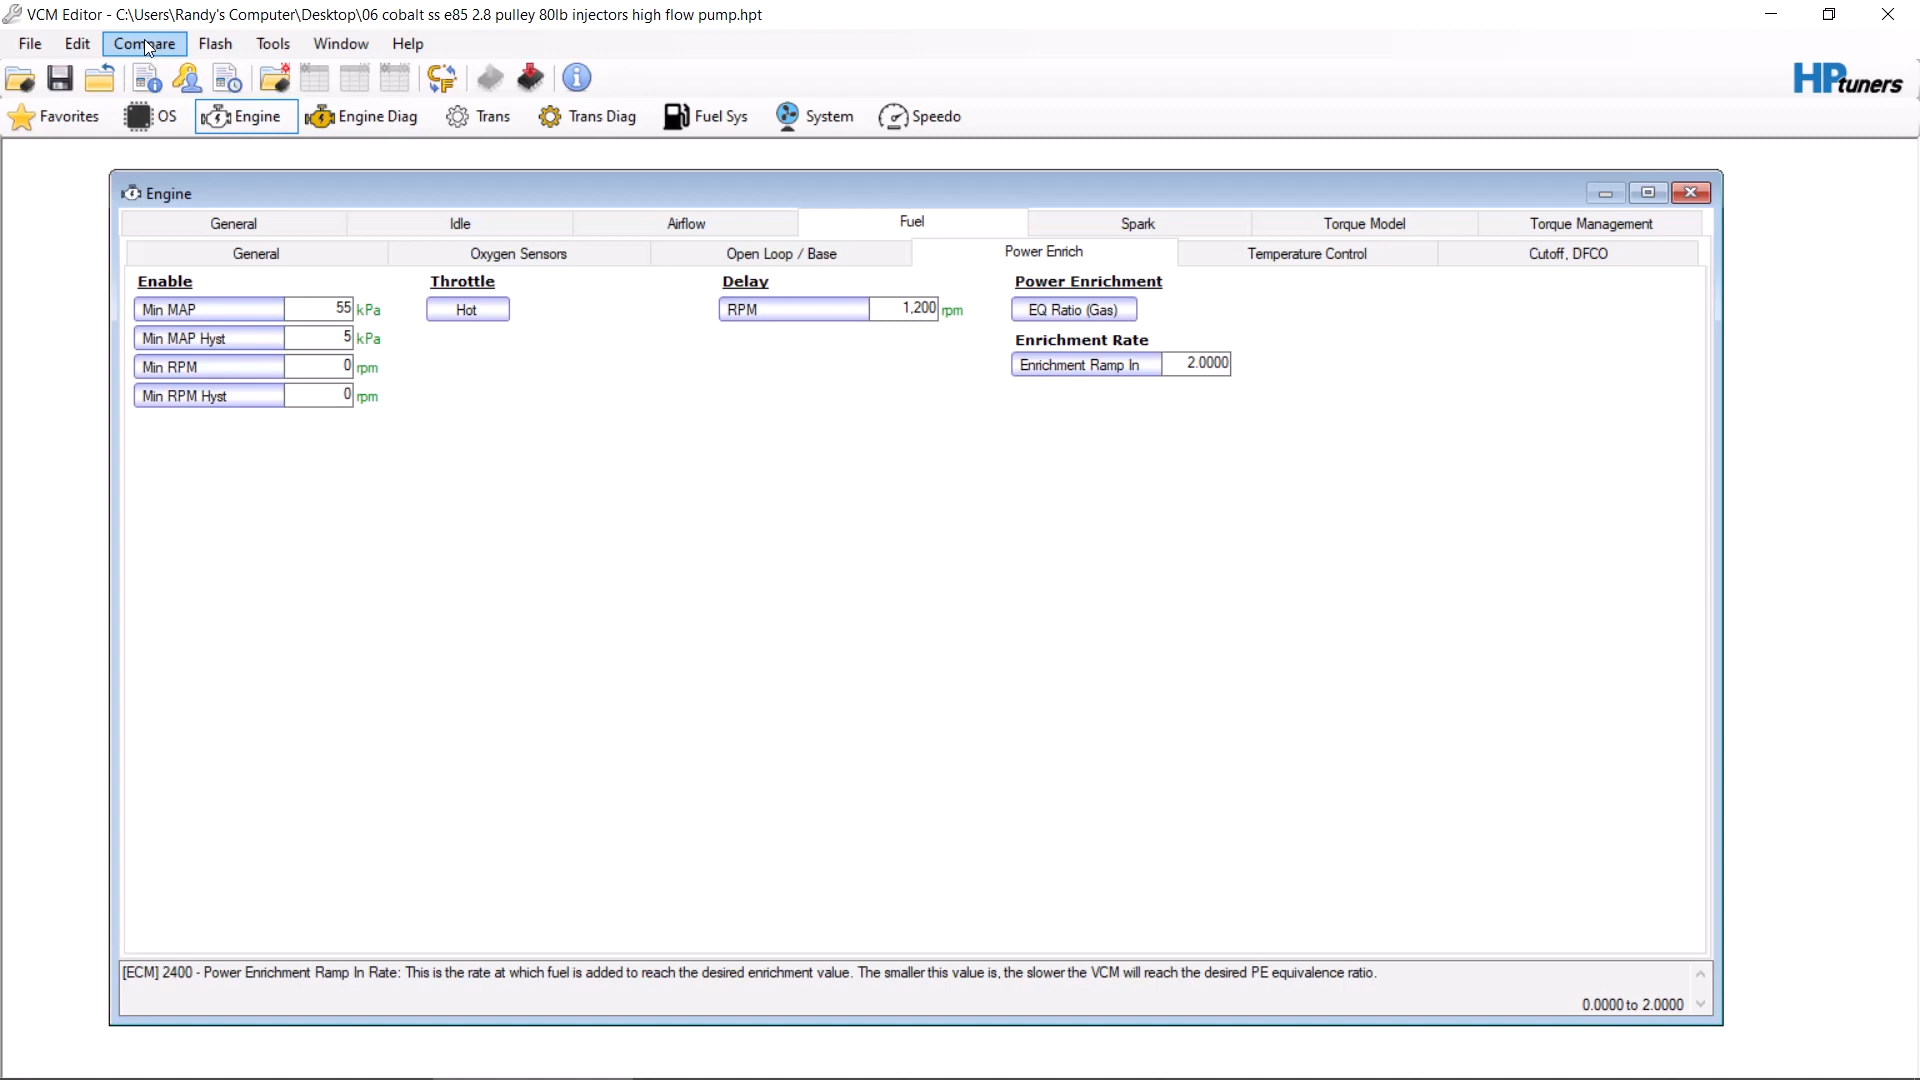 VCM Editor - C:\Users\Randy's Computer\Desktop\06 cobalt ss e85 2.8 pulley 80lb injectors high flow pump.hpt
File Edit Compare Flash Tools Window Help
HPtuners
Favorites OS Engine Engine Diag Trans Trans Diag Fuel Sys System Speedo
Engine
General Idle Airflow Fuel Spark Torque Model Torque Management
General Oxygen Sensors Open Loop / Base Power Enrich Temperature Control Cutoff, DFCO
Enable Throttle Delay Power Enrichment
Min MAP 55 kPa Hot RPM 1,200 rpm EQ Ratio (Gas)
Min MAP Hyst 5 kPa Enrichment Rate
Min RPM 0 rpm Enrichment Ramp In 2.0000
Min RPM Hyst 0 rpm
[ECM] 2400 - Power Enrichment Ramp In Rate: This is the rate at which fuel is added to reach the desired enrichment value. The smaller this value is, the slower the VCM will reach the desired PE equivalence ratio.
0.0000 to 2.0000